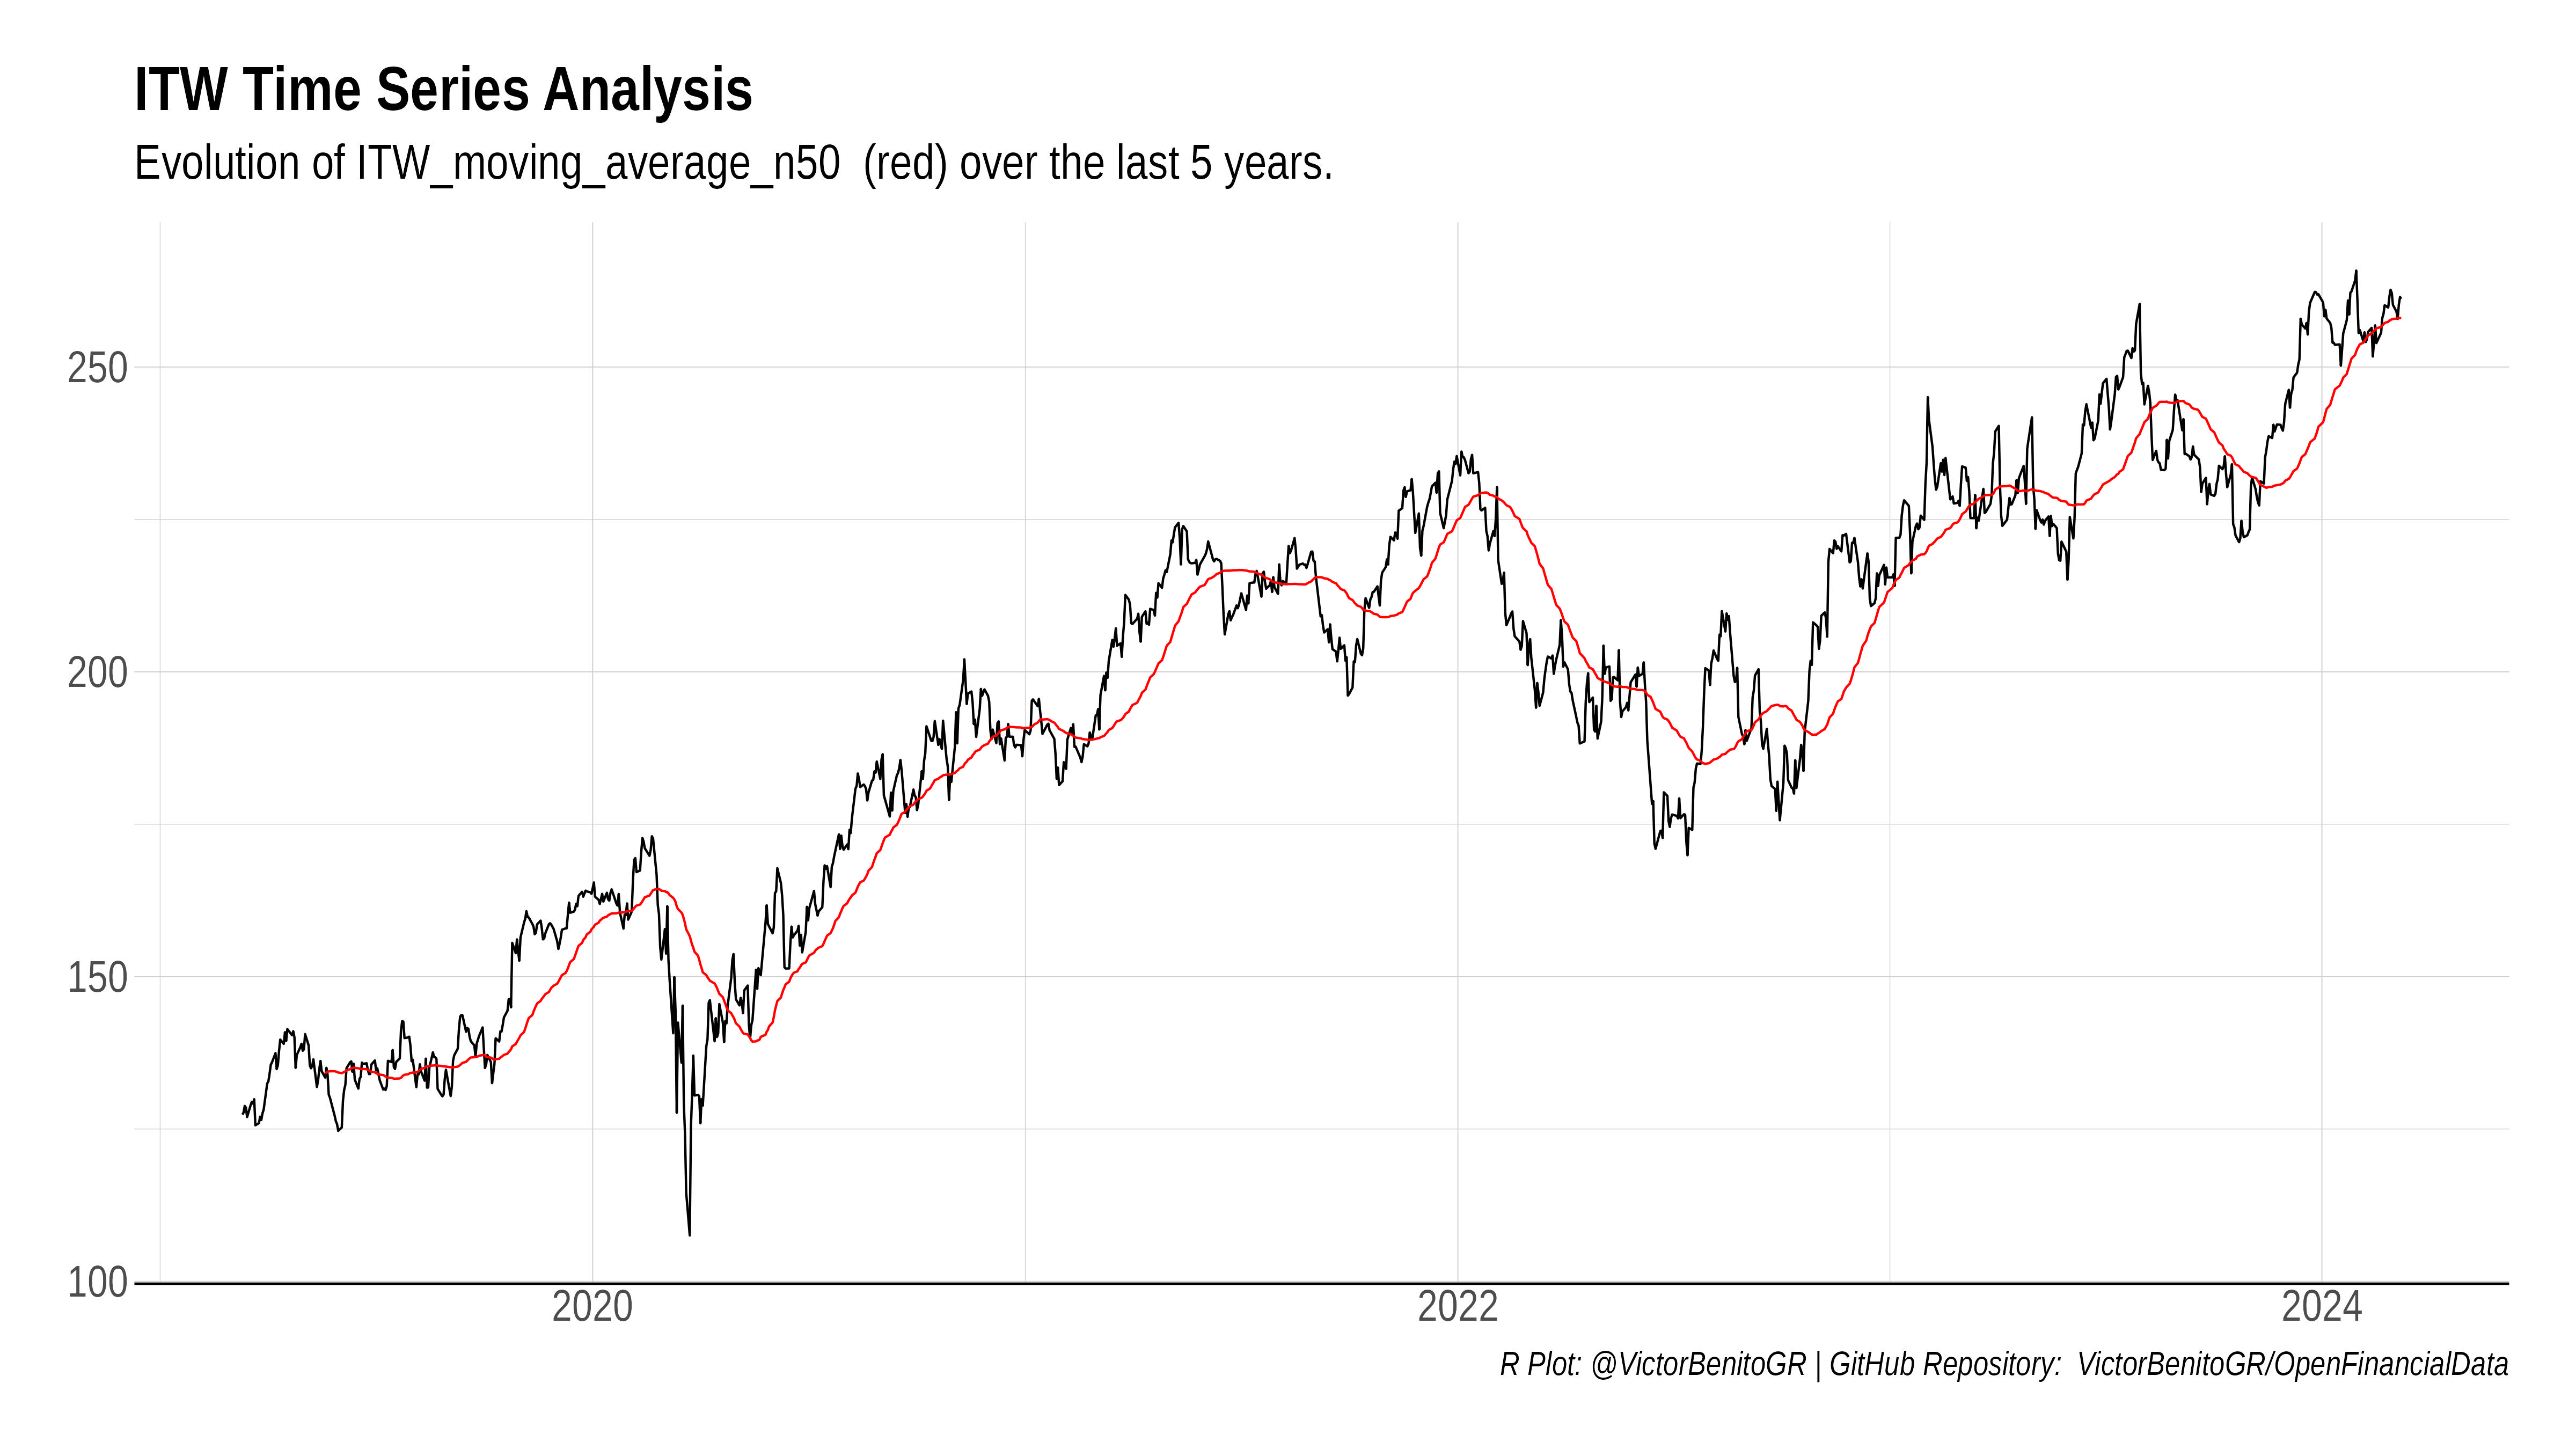 ITW Time Series Analysis
Evolution of ITW_moving_average_n50  (red) over the last 5 years.
250
200
150
100
2020 2022 2024
R Plot: @VictorBenitoGR | GitHub Repository:  VictorBenitoGR/OpenFinancialData